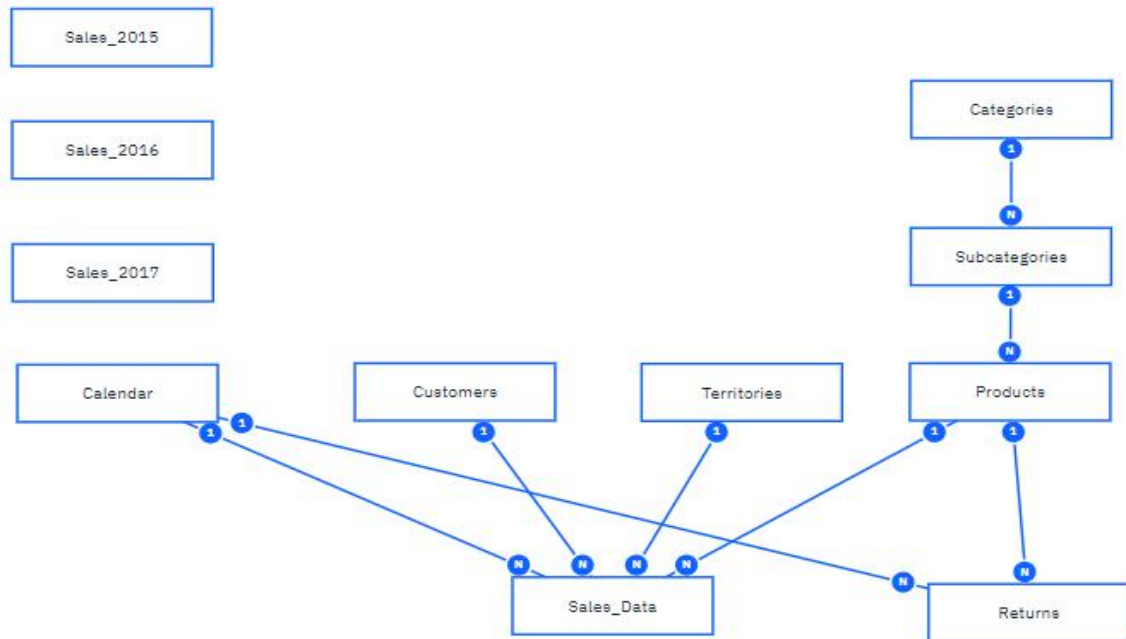 Sales_2015
Categories
1
Sales_2016
N
Subcategories
Sales_2017
1
N
Calendar
Customers
Territories
Products
1
1
1
1
1
1
N
N
N
N
N
N
Sales_Data
Returns